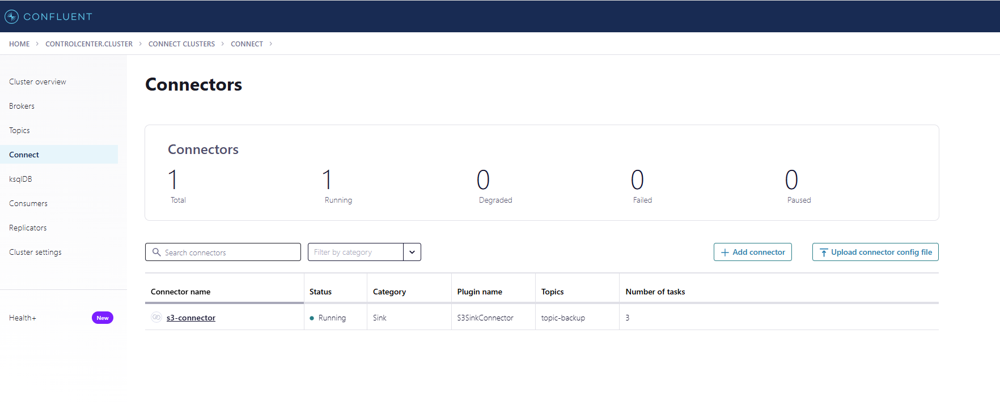 CONFLUENT
HOME > CONTROLCENTER.CLUSTER > CONNECT CLUSTERS > CONNECT >
Cluster overview
Brokers
Topics
Connect
ksqlDB
Consumers
Replicators
Cluster settings
Health+ New
Connectors
Connectors
1 1 0 0 0
Total Running Degraded Failed Paused
Search connectors Filter by category Add connector Upload connector config file
Connector name Status Category Plugin name Topics Number of tasks
s3-connector Running Sink S3SinkConnector topic-backup 3